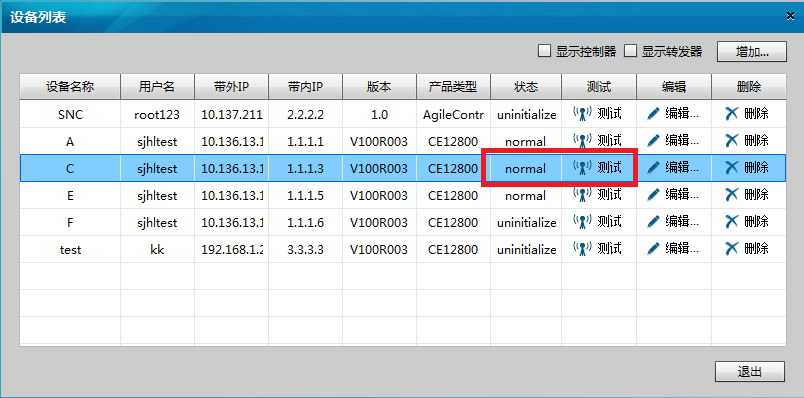 设备列表
显示控制器 显示转发器 增加...
设备名称 用户名 带外IP 带内IP 版本 产品类型 状态 测试 编辑 删除
SNC root123 10.137.211 2.2.2.2 1.0 AgileContr uninitialize 测试 编辑... 删除
A sjhltest 10.136.13.1 1.1.1.1 V100R003 CE12800 normal 测试 编辑... 删除
C sjhltest 10.136.13.1 1.1.1.3 V100R003 CE12800 normal 测试 编辑... 删除
E sjhltest 10.136.13.1 1.1.1.5 V100R003 CE12800 normal 测试 编辑... 删除
F sjhltest 10.136.13.1 1.1.1.6 V100R003 CE12800 uninitialize 测试 编辑... 删除
test kk 192.168.1.2 3.3.3.3 V100R003 CE12800 uninitialize 测试 编辑... 删除
退出